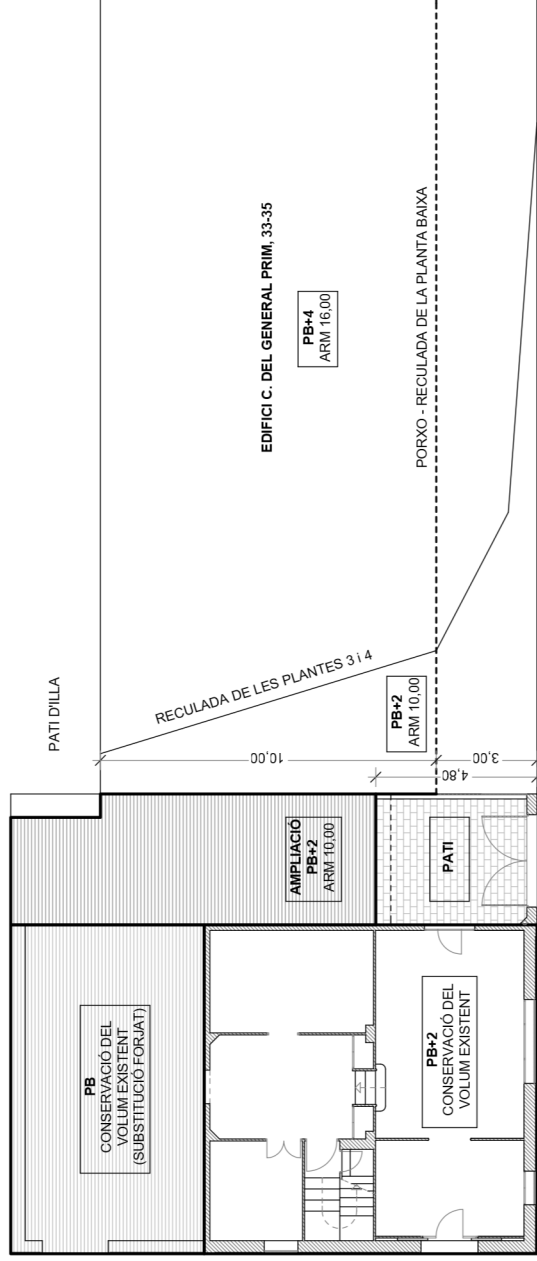 PATI D'ILLA
EDIFICI C. DEL GENERAL PRIM, 33-35
PB+4
ARM 16,00
PORXO - RECULADA DE LA PLANTA BAIXA
RECULADA DE LES PLANTES 3 i 4
PB+2
ARM 10,00
10,00
3,00
4,80
AMPLIACIÓ
PB+2
ARM 10,00
PATI
PB
CONSERVACIÓ DEL
VOLUM EXISTENT
(SUBSTITUCIÓ FORJAT)
PB+2
CONSERVACIÓ DEL
VOLUM EXISTENT